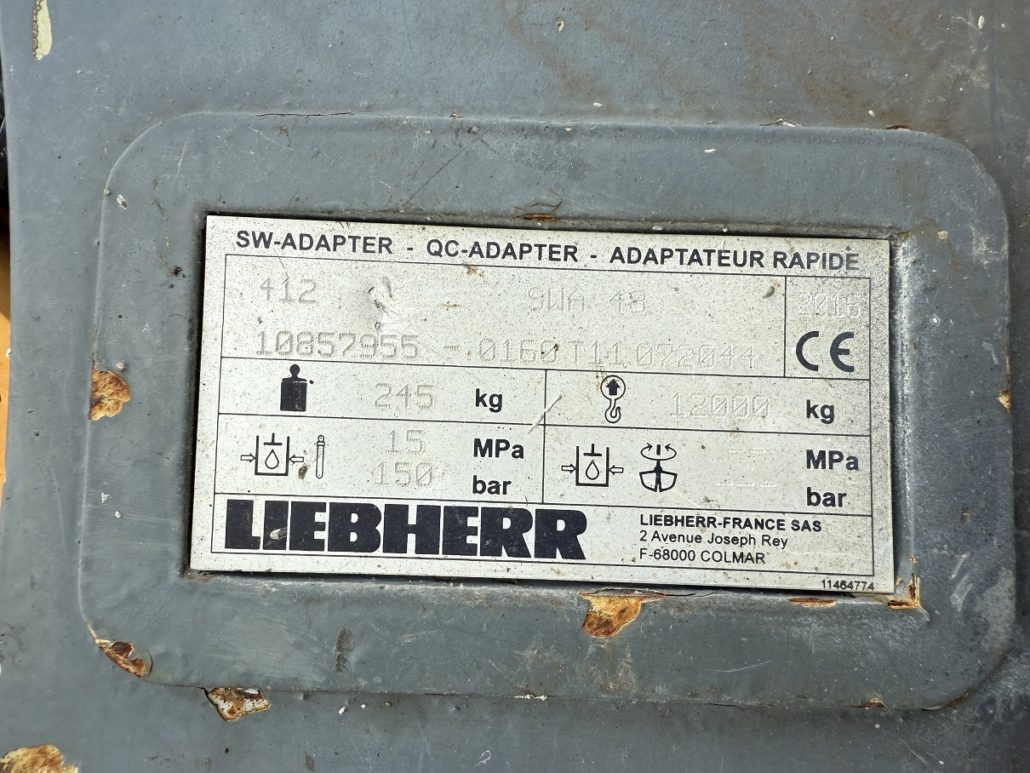 SW-ADAPTER - QC-ADAPTER - ADAPTATEUR RAPIDE
412 SWA 48 2016
10857955 - 0160 T11 092044 CE
245 kg 12000 kg
15 MPa --- MPa
150 bar --- bar
LIEBHERR
LIEBHERR-FRANCE SAS
2 Avenue Joseph Rey
F-68000 COLMAR
11464774